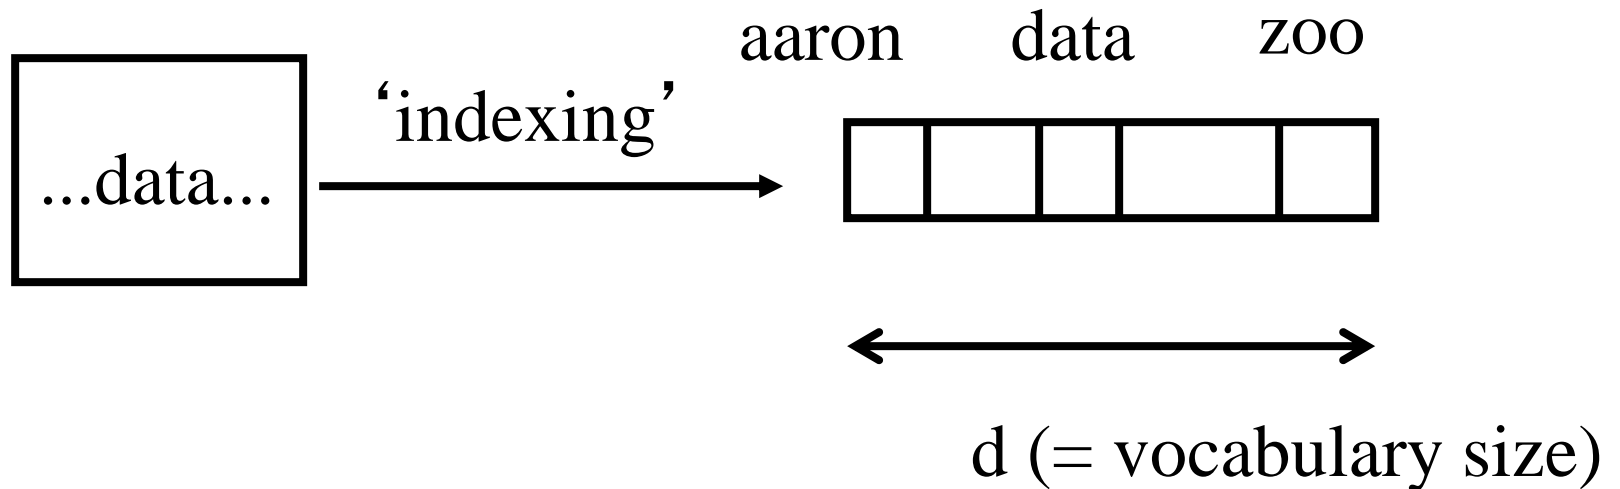 ...data...
‘indexing’
aaron data zoo
d (= vocabulary size)